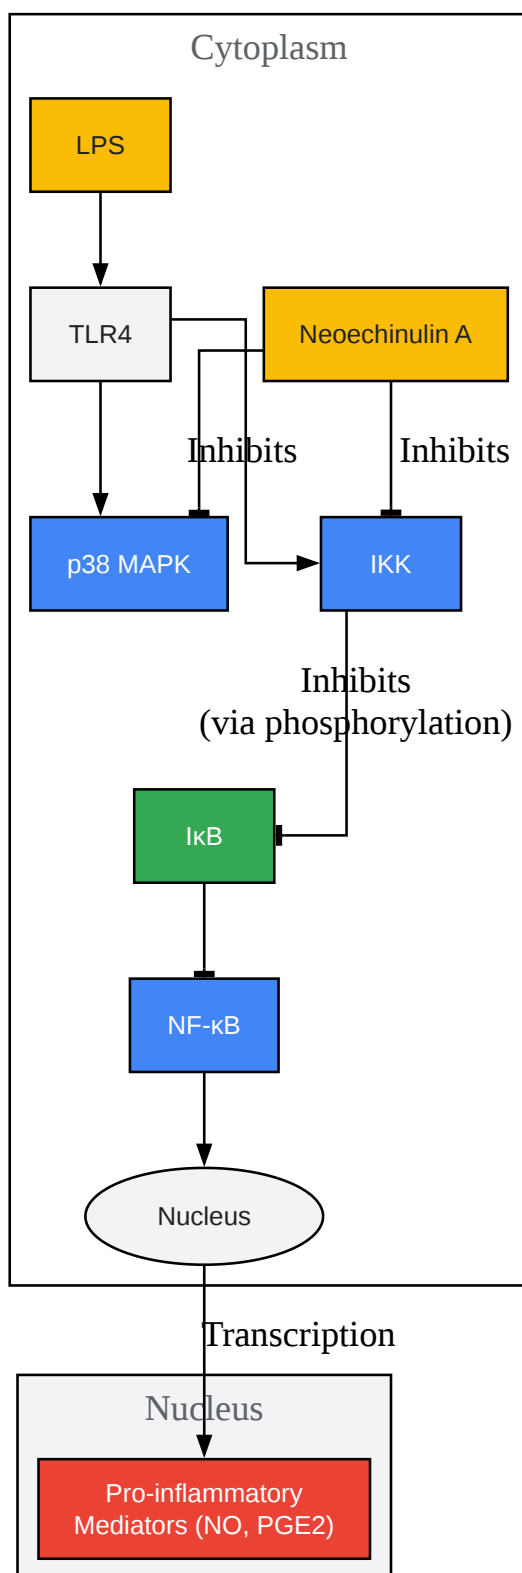 Cytoplasm
LPS
TLR4
Neoechinulin A
Inhibits
Inhibits
p38 MAPK
IKK
Inhibits
(via phosphorylation)
IκB
NF-κB
Nucleus
Transcription
Nucleus
Pro-inflammatory
Mediators (NO, PGE2)